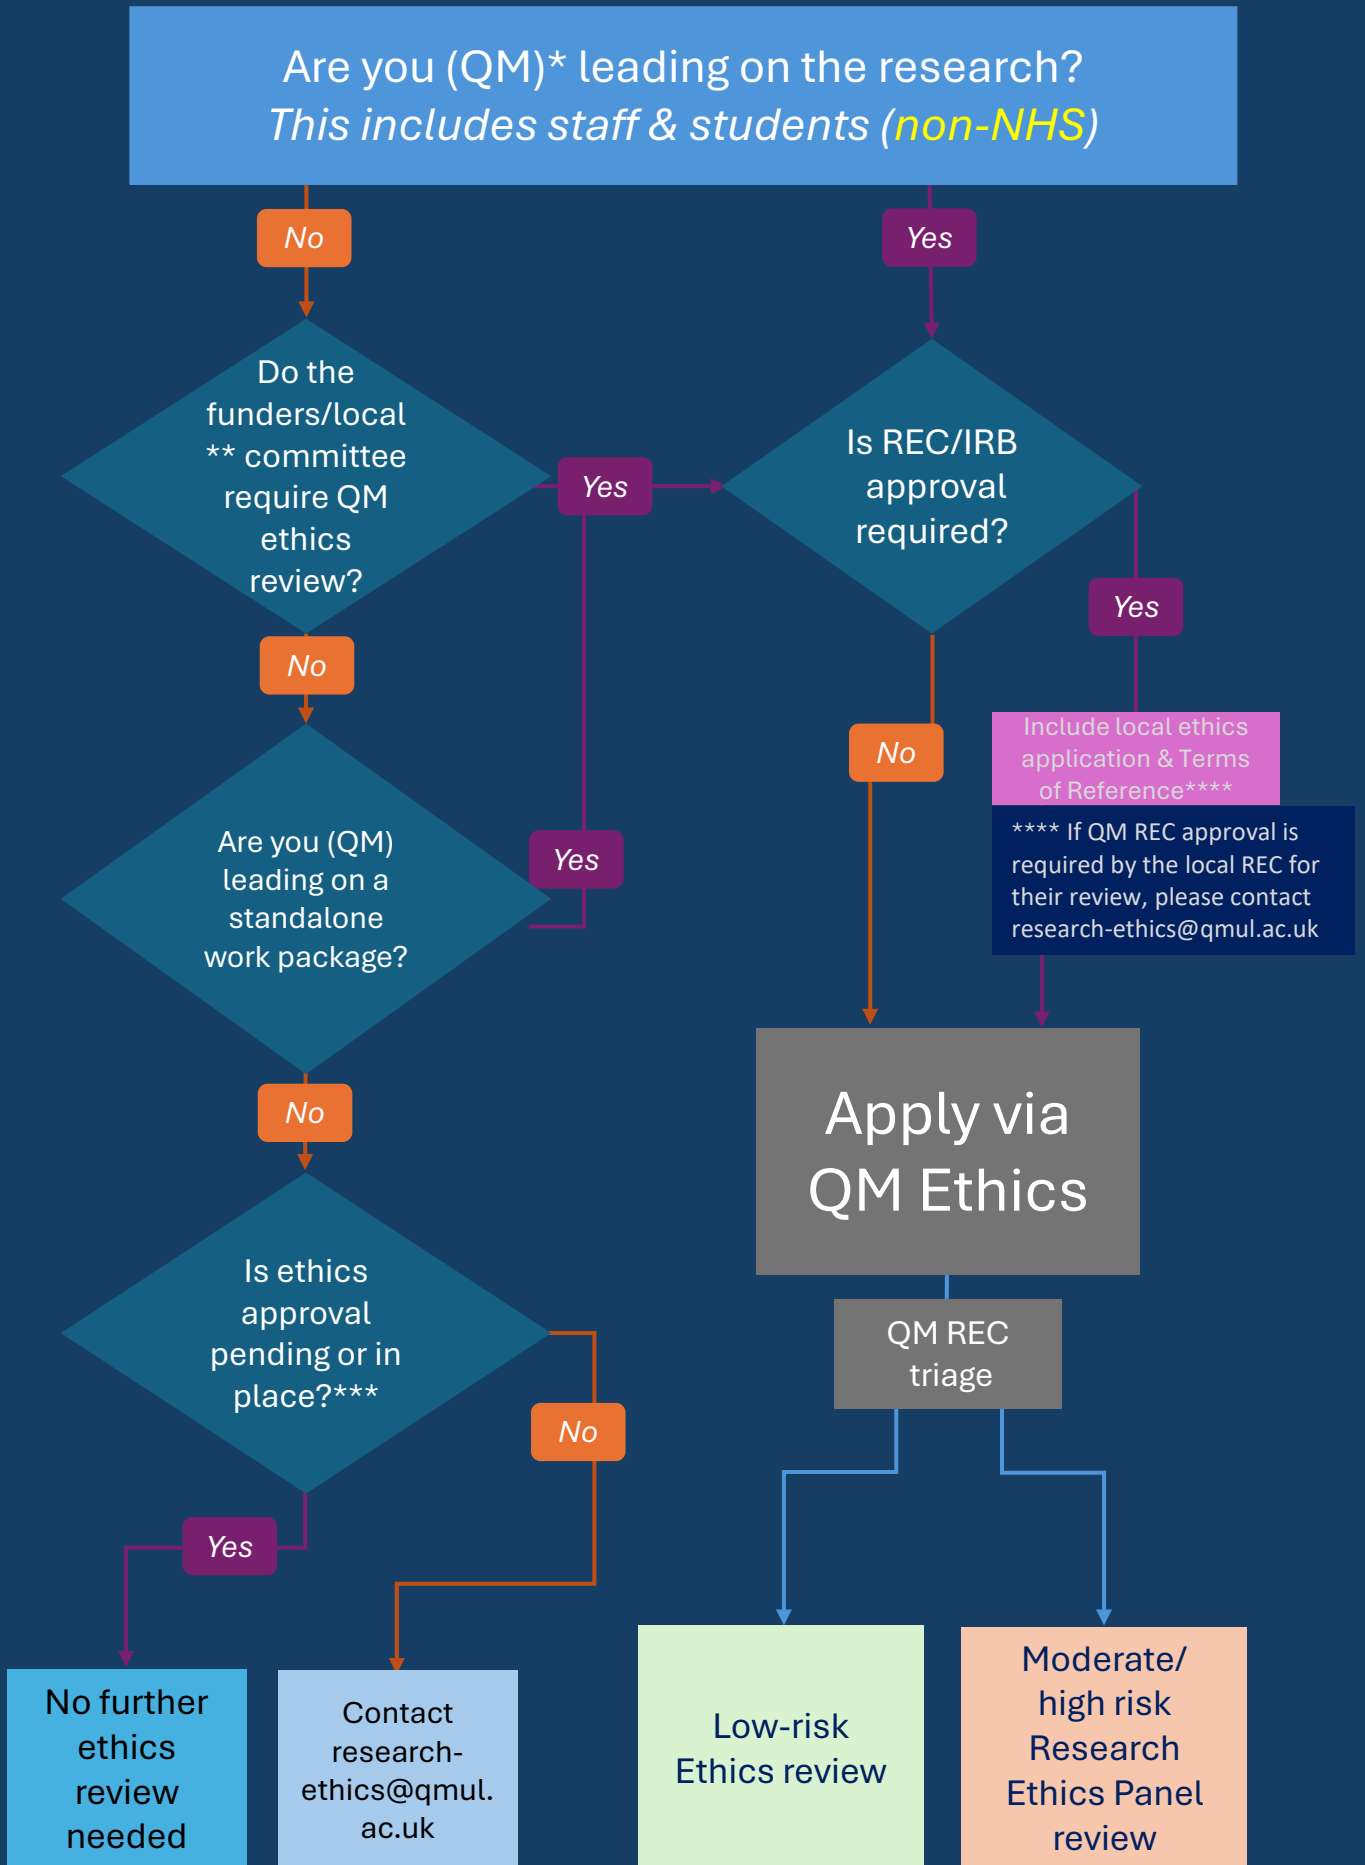 Are you (QM)* leading on the research?
This includes staff & students (non-NHS)
No
Yes
Do the
funders/local
** committee
require QM
ethics
review?
Yes
Is REC/IRB
approval
required?
Yes
No
No
Include local ethics
application & Terms
of Reference****
**** If QM REC approval is
required by the local REC for
their review, please contact
research-ethics@qmul.ac.uk
Are you (QM)
leading on a
standalone
work package?
Yes
No
Apply via
QM Ethics
Is ethics
approval
pending or in
place?***
QM REC
triage
No
Yes
No further
ethics
review
needed
Contact
research-
ethics@qmul.
ac.uk
Low-risk
Ethics review
Moderate/
high risk
Research
Ethics Panel
review